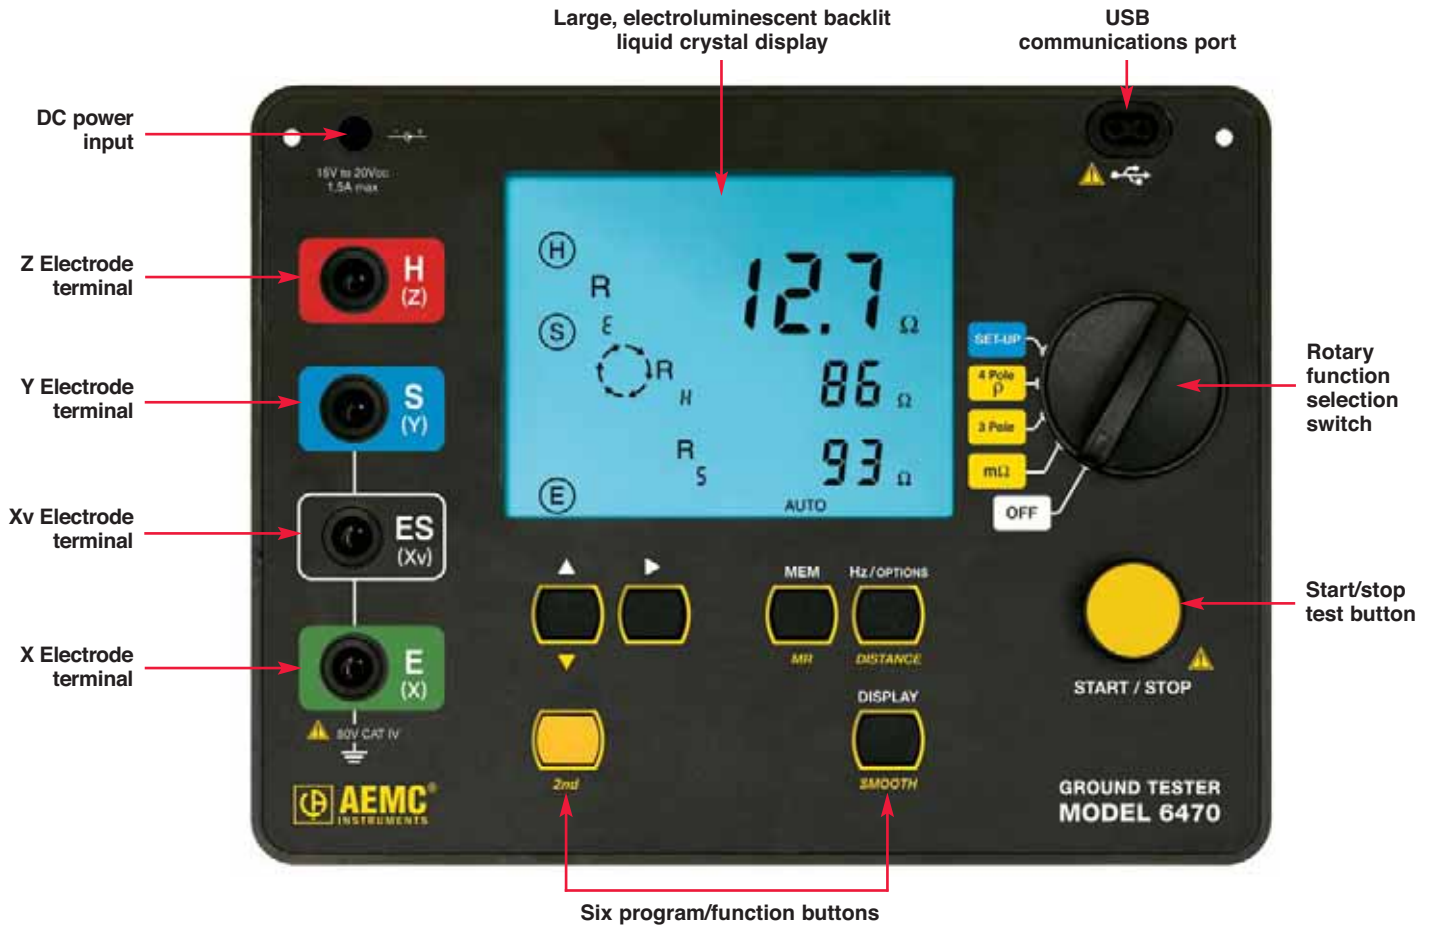 Large, electroluminescent backlit
liquid crystal display
USB
communications port
DC power
input
16V to 20Vcc
1.5A max
Z Electrode
terminal
H
(Z)
Y Electrode
terminal
S
(Y)
Xv Electrode
terminal
ES
(Xv)
X Electrode
terminal
E
(X)
80V CAT IV
H
R
E
S
R
H
R
S
E
12.7 Ω
86 Ω
93 Ω
AUTO
SET-UP
4 Pole
ρ
3 Pole
mΩ
OFF
Rotary
function
selection
switch
MEM
Hz/OPTIONS
MR
DISTANCE
Start/stop
test button
START / STOP
DISPLAY
2nd
SMOOTH
AEMC®
INSTRUMENTS
GROUND TESTER
MODEL 6470
Six program/function buttons